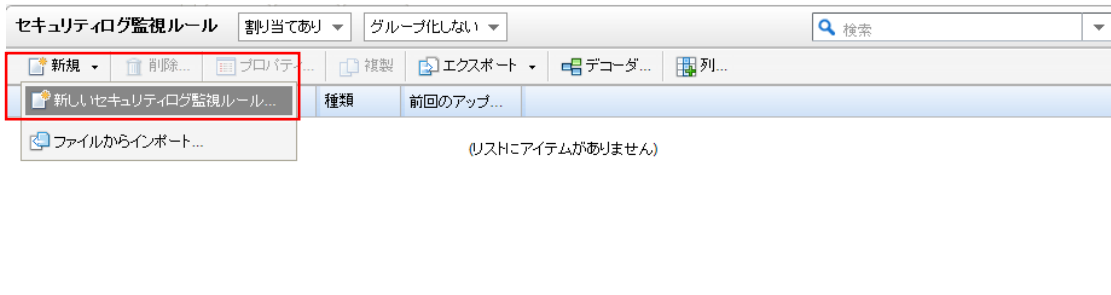 セキュリティログ監視ルール 割り当てあり グループ化しない 検索
新規 削除... プロパティ... 複製 エクスポート デコーダ... 列...
新しいセキュリティログ監視ルール... 種類 前回のアップ...
ファイルからインポート...
(リストにアイテムがありません)